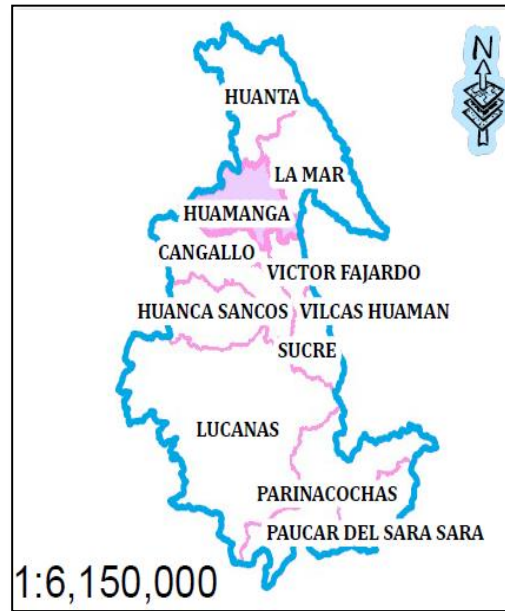 N
HUANTA
LA MAR
HUAMANGA
CANGALLO
VICTOR FAJARDO
HUANCA SANCOS
VILCAS HUAMAN
SUCRE
LUCANAS
PARINACOCHAS
PAUCAR DEL SARA SARA
1:6,150,000